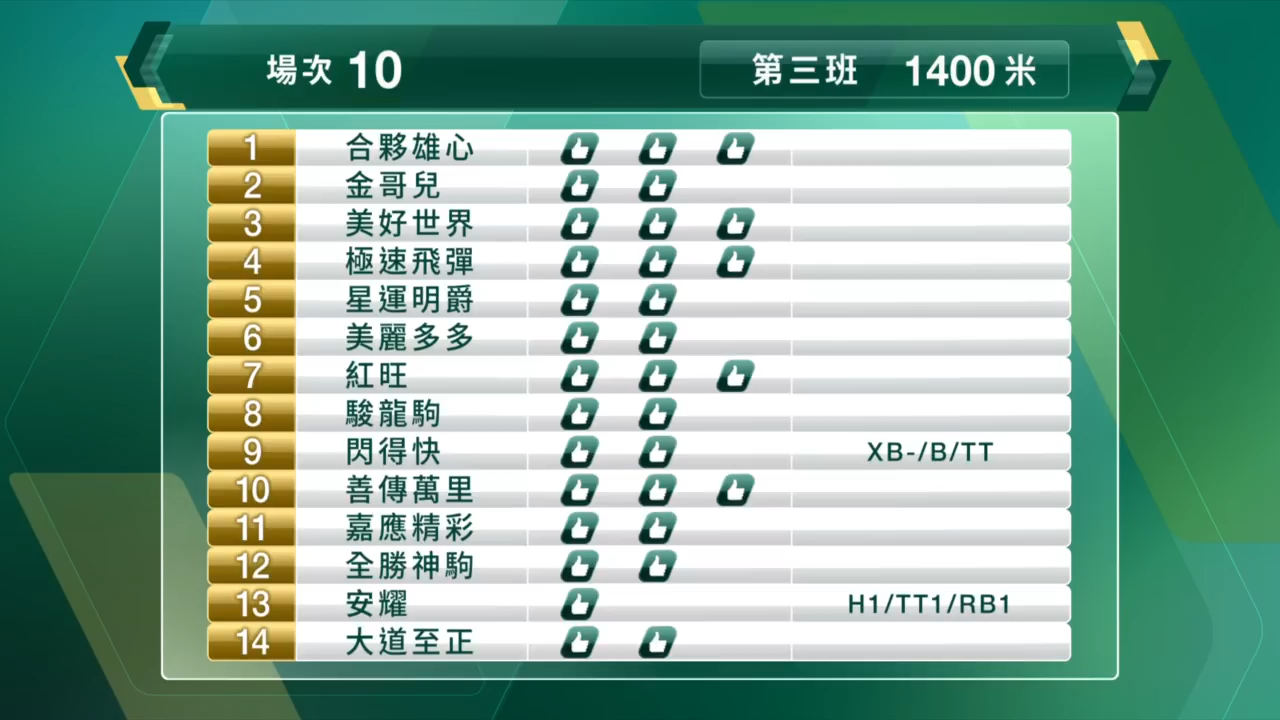 場次 10 第三班 1400 米
1 合夥雄心
2 金哥兒
3 美好世界
4 極速飛彈
5 星運明爵
6 美麗多多
7 紅旺
8 駿龍駒
9 閃得快 XB-/B/TT
10 善傳萬里
11 嘉應精彩
12 全勝神駒
13 安耀 H1/TT1/RB1
14 大道至正